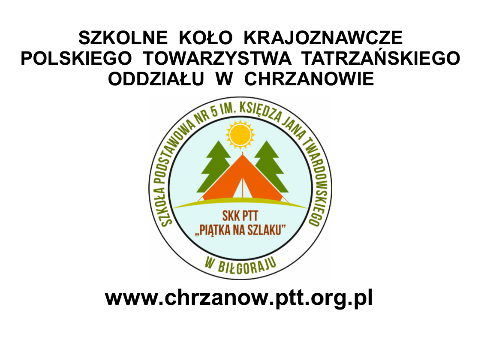 SZKOLNE KOŁO KRAJOZNAWCZE
POLSKIEGO TOWARZYSTWA TATRZAŃSKIEGO
ODDZIAŁU W CHRZANOWIE
SZKOŁA PODSTAWOWA NR 5 IM. KSIĘDZA JANA TWARDOWSKIEGO
SKK PTT
„PIĄTKA NA SZLAKU”
W BIŁGORAJU
www.chrzanow.ptt.org.pl